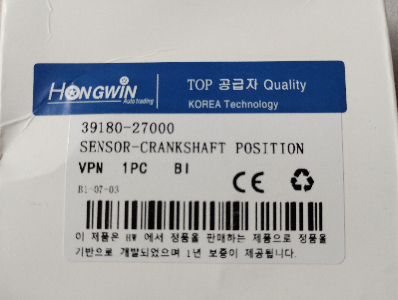 HONGWIN
Auto trading
TOP 공급자 Quality
KOREA Technology
39180-27000
SENSOR-CRANKSHAFT POSITION
VPN 1PC BI
B1-07-03
CE
이 제품은 HW 에서 정품을 판매하는 제품으로 정품을
기반으로 개발되었으며 1년 보증이 제공됩니다.